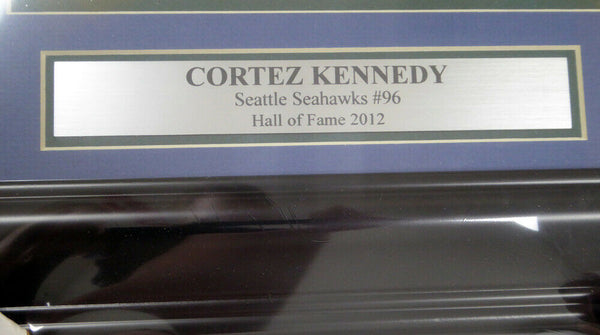 CORTEZ KENNEDY
Seattle Seahawks #96
Hall of Fame 2012